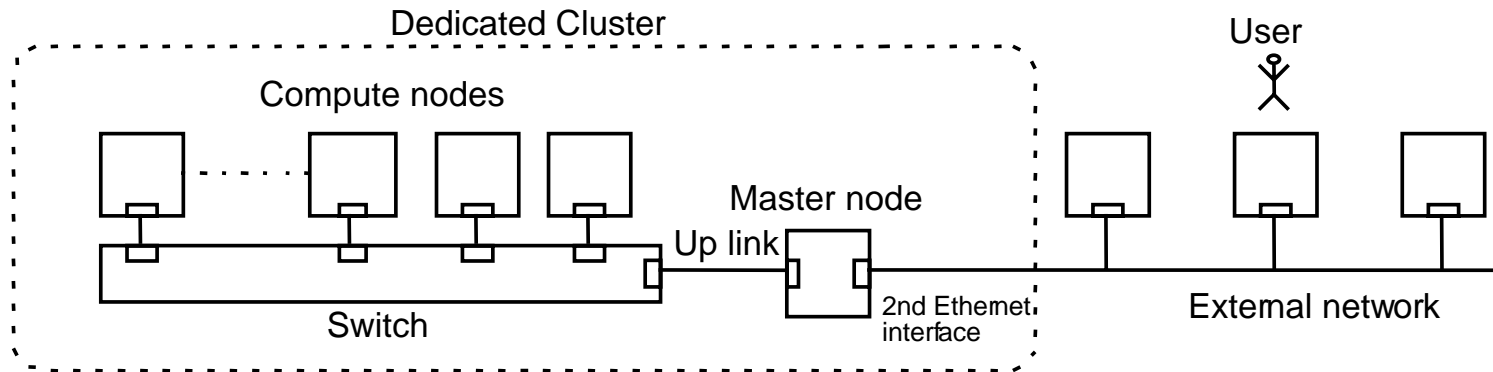 Dedicated Cluster
User
Compute nodes
Master node
Up link
Switch
2nd Ethernet
interface
External network